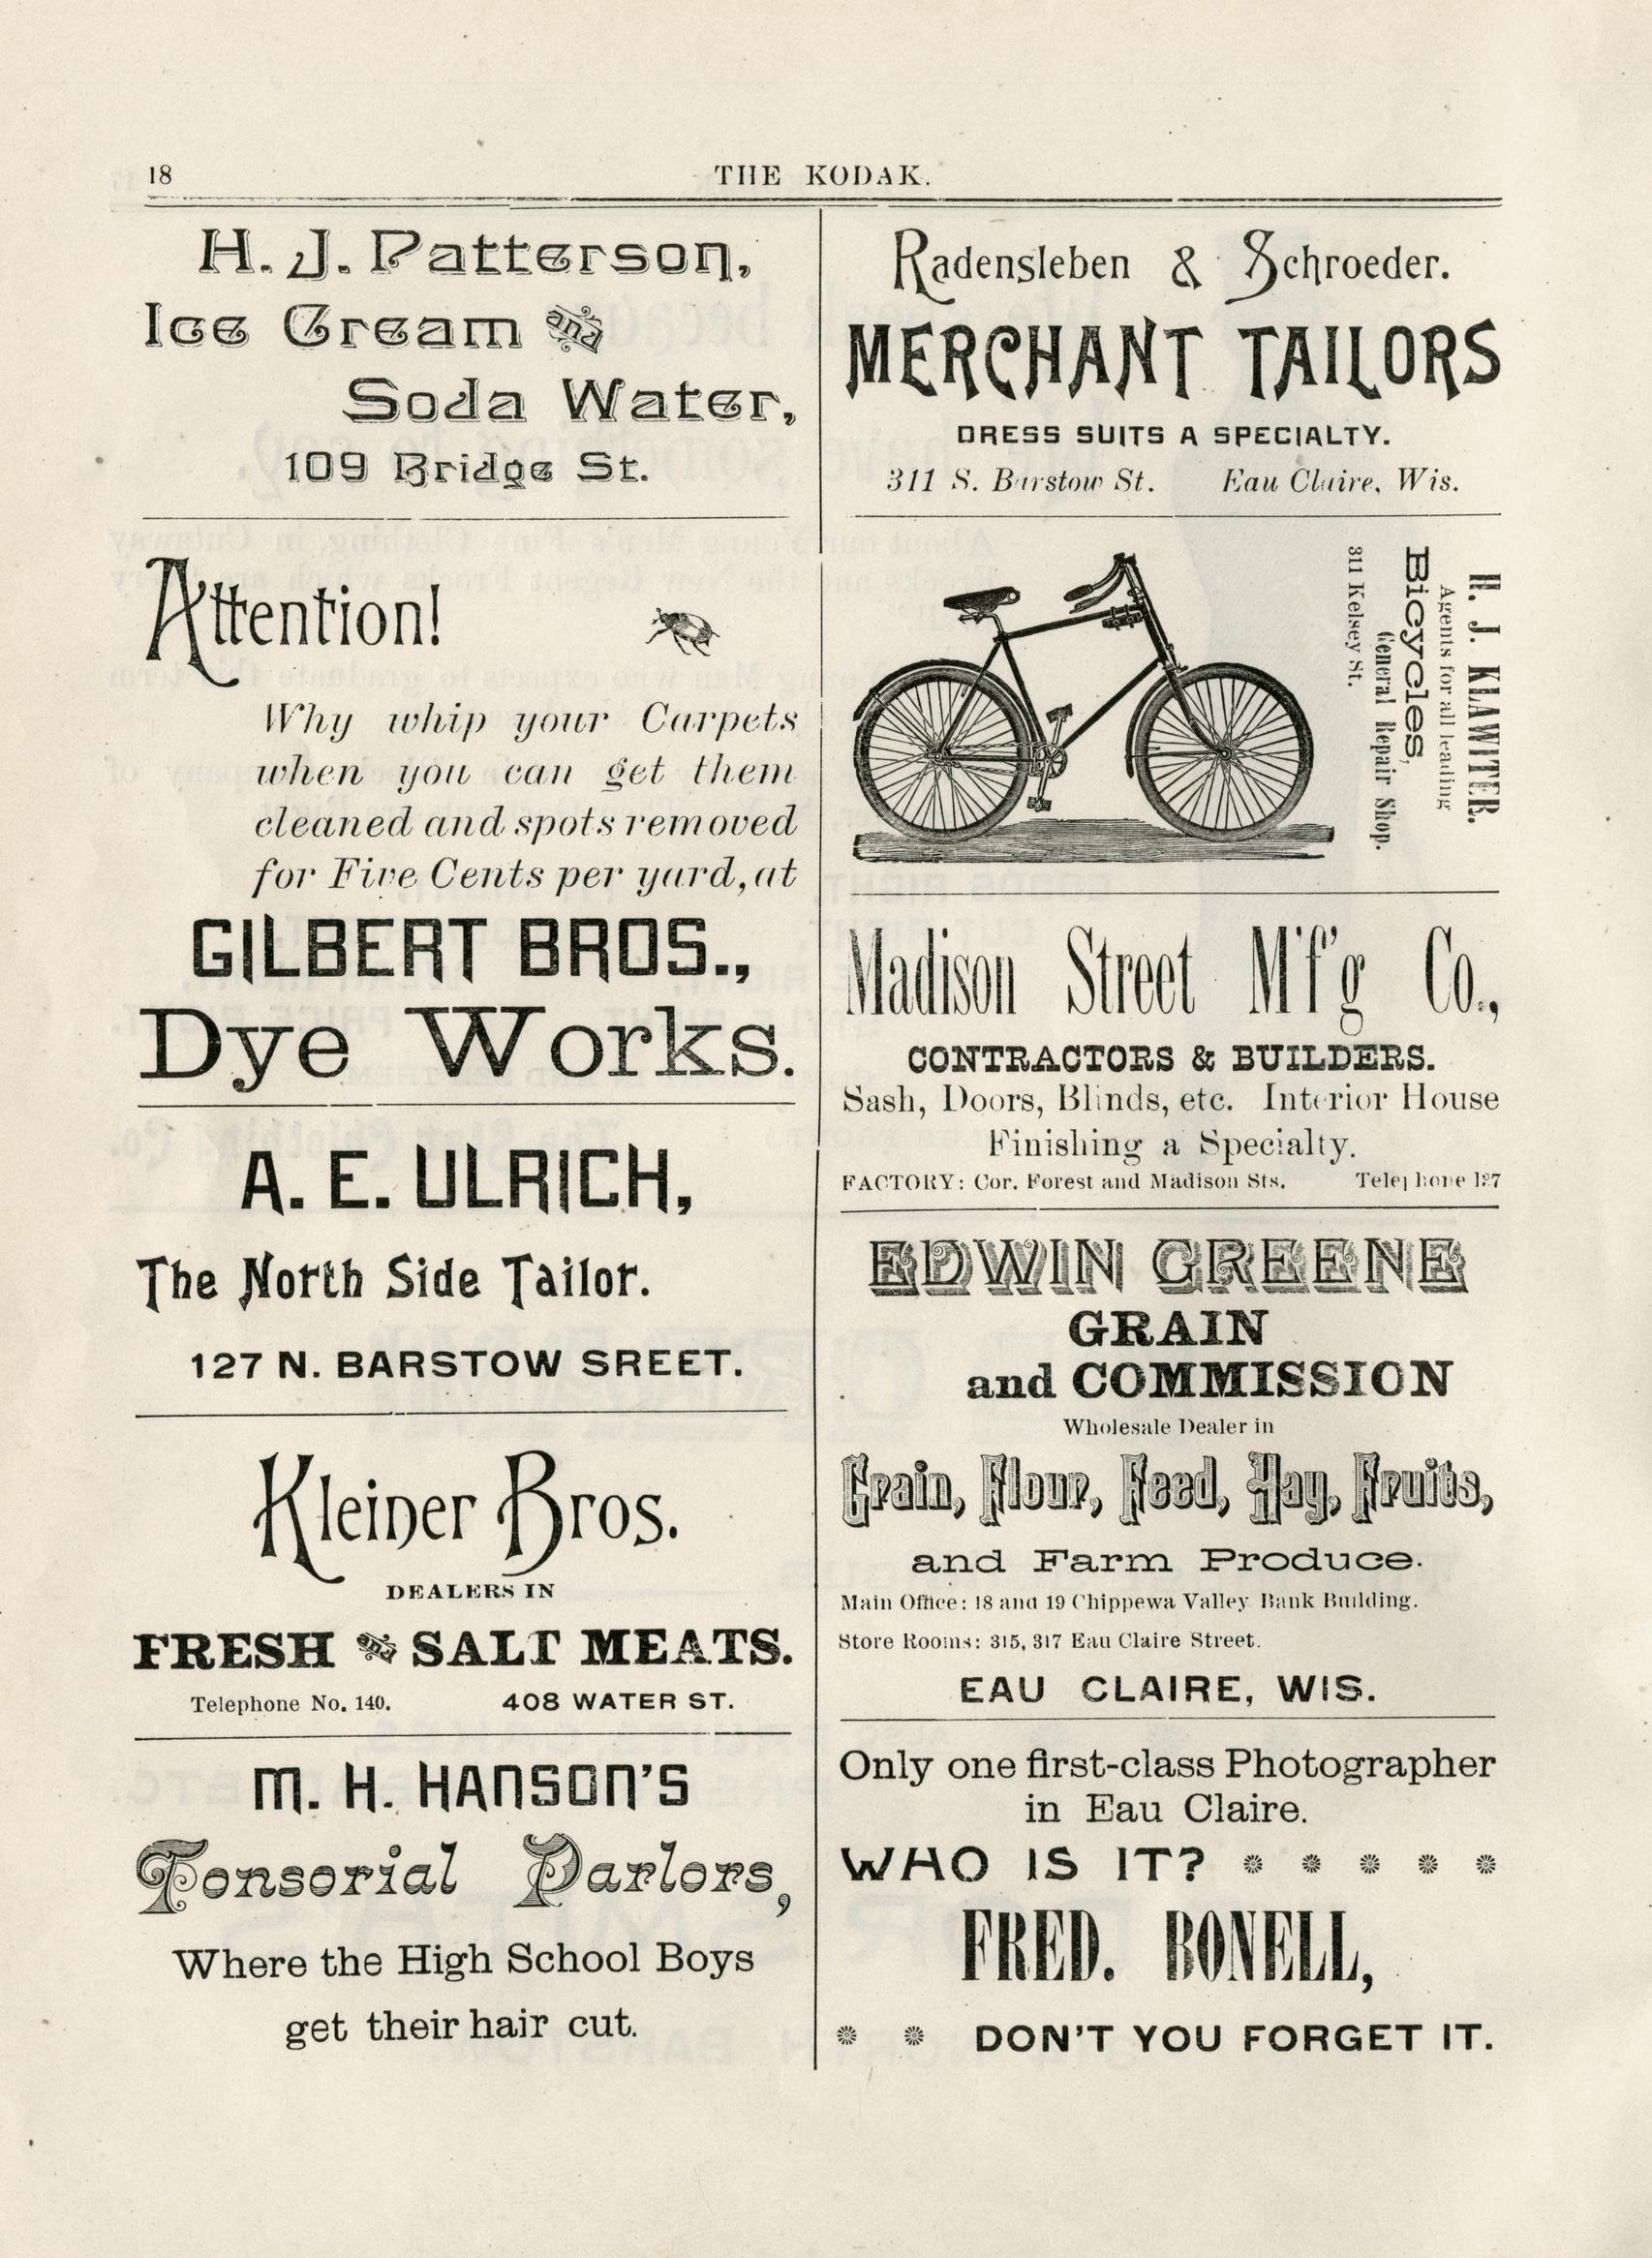 18
THE KODAK.
H. J. Patterson,
Ice Cream and
Soda Water,
109 Bridge St.
Attention!
Why whip your Carpets
when you can get them
cleaned and spots removed
for Five Cents per yard, at
GILBERT BROS.,
Dye Works.
A. E. ULRICH,
The North Side Tailor.
127 N. BARSTOW SREET.
Kleiner Bros.
DEALERS IN
FRESH and SALT MEATS.
Telephone No. 140. 408 WATER ST.
M. H. HANSON'S
Tonsorial Parlors,
Where the High School Boys
get their hair cut.
Radensleben & Schroeder.
MERCHANT TAILORS
DRESS SUITS A SPECIALTY.
311 S. Barstow St. Eau Claire, Wis.
H. J. KLAWITER.
Agents for all leading
Bicycles,
General Repair Shop.
311 Kelsey St.
Madison Street M'f'g Co.,
CONTRACTORS & BUILDERS.
Sash, Doors, Blinds, etc. Interior House
Finishing a Specialty.
FACTORY: Cor. Forest and Madison Sts. Telephone
EDWIN GREENE
GRAIN
and COMMISSION
Wholesale Dealer in
Grain, Flour, Feed, Hay, Fruits,
and Farm Produce.
Main Office: 18 and 19 Chippewa Valley Bank Building.
Store Rooms: 315, 317 Eau Claire Street.
EAU CLAIRE, WIS.
Only one first-class Photographer
in Eau Claire.
WHO IS IT?
FRED. BONELL,
DON'T YOU FORGET IT.